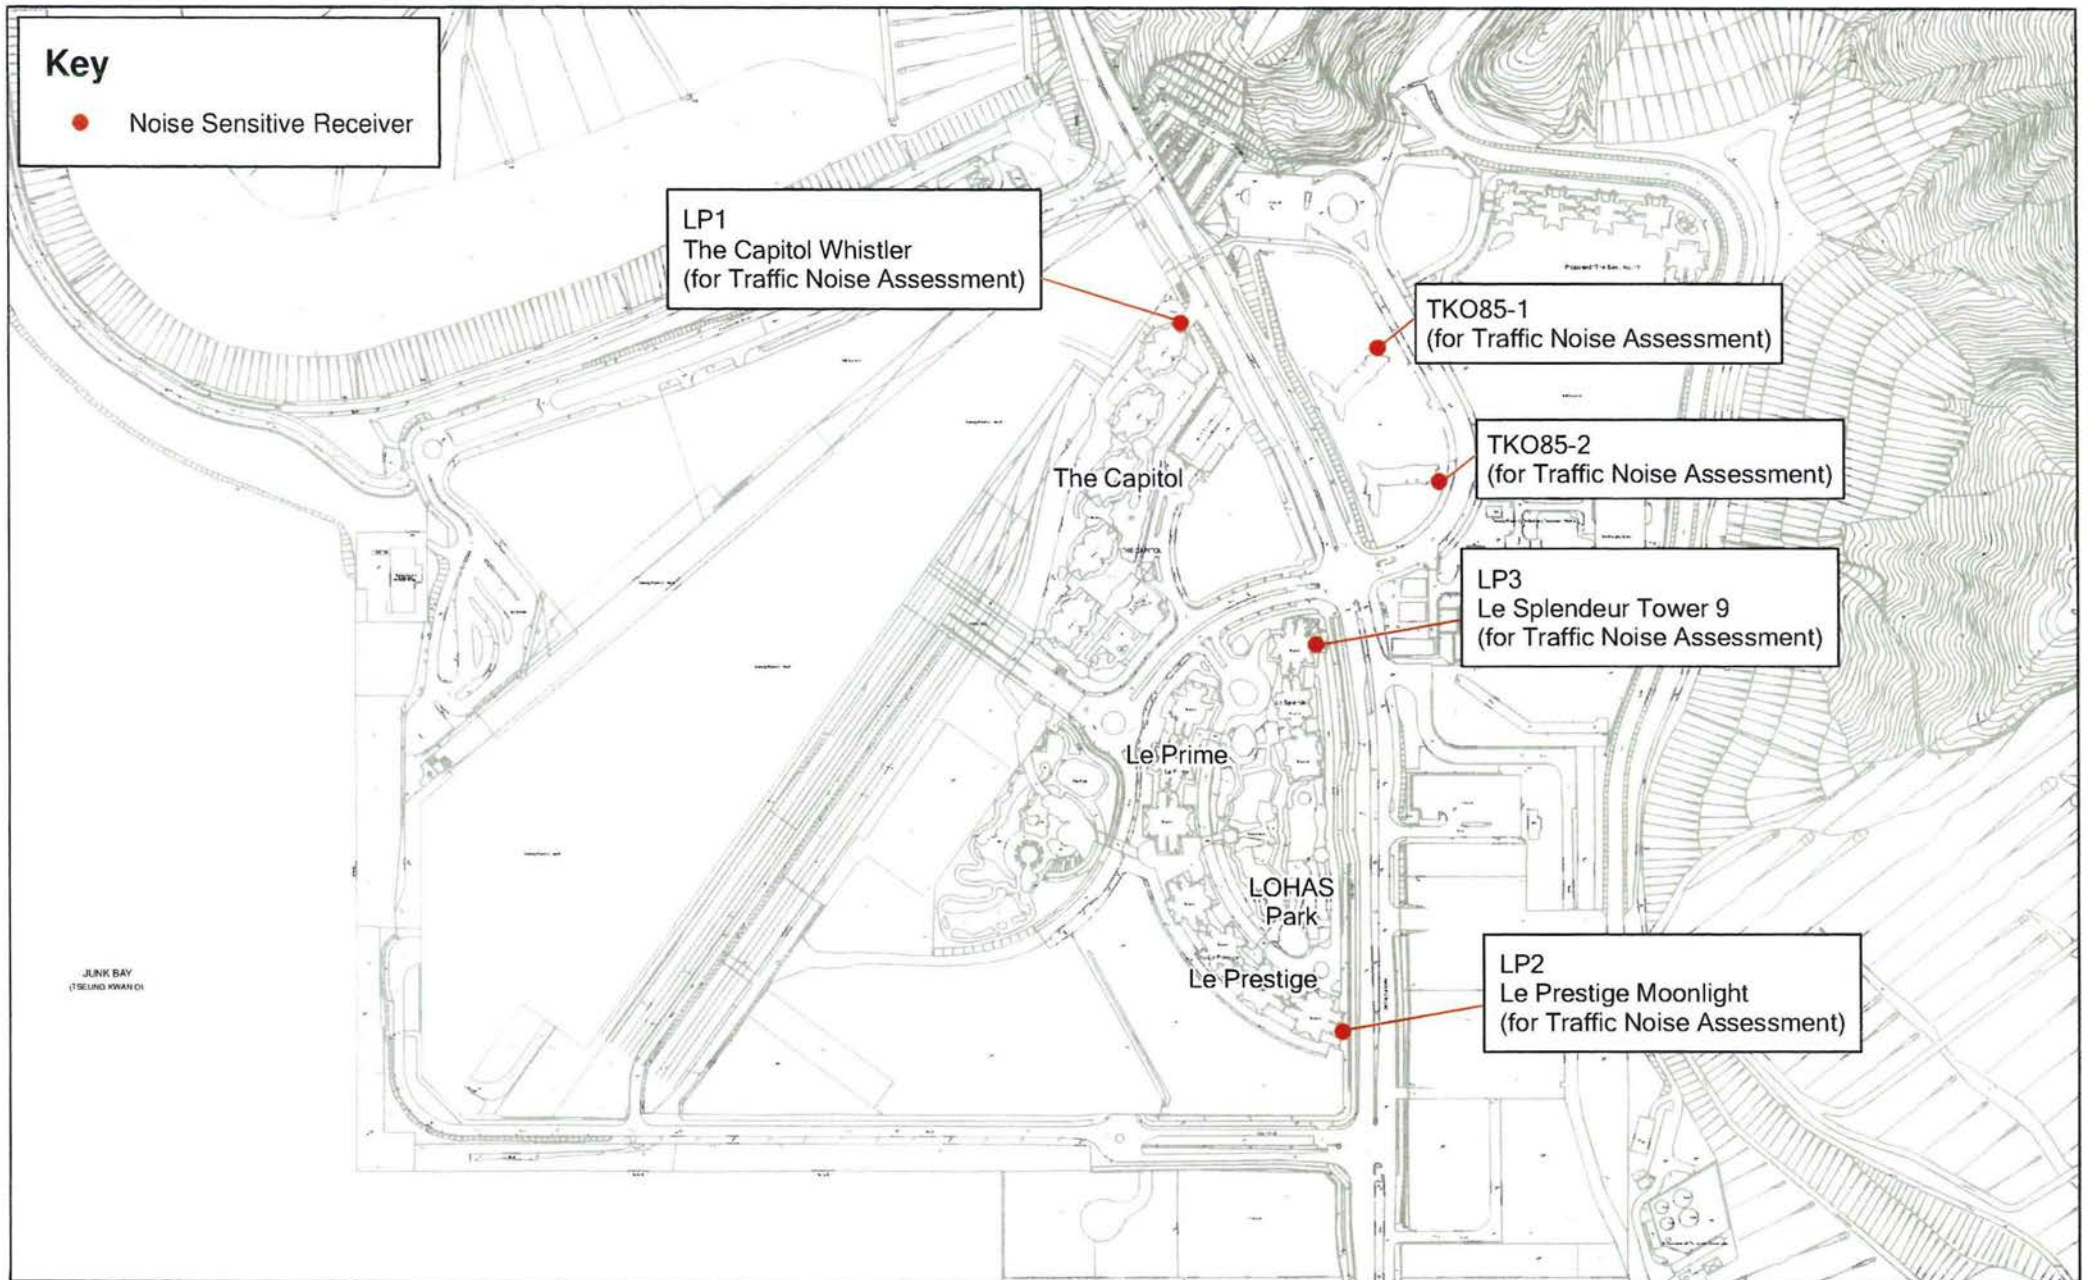 Key
Noise Sensitive Receiver
LP1
The Capitol Whistler
(for Traffic Noise Assessment)
TKO85-1
(for Traffic Noise Assessment)
TKO85-2
(for Traffic Noise Assessment)
The Capitol
THE CAPITOL
LP3
Le Splendeur Tower 9
(for Traffic Noise Assessment)
Le Prime
LOHAS
Park
LP2
Le Prestige Moonlight
(for Traffic Noise Assessment)
Le Prestige
JUNK BAY
(TSEUNG KWAN O)